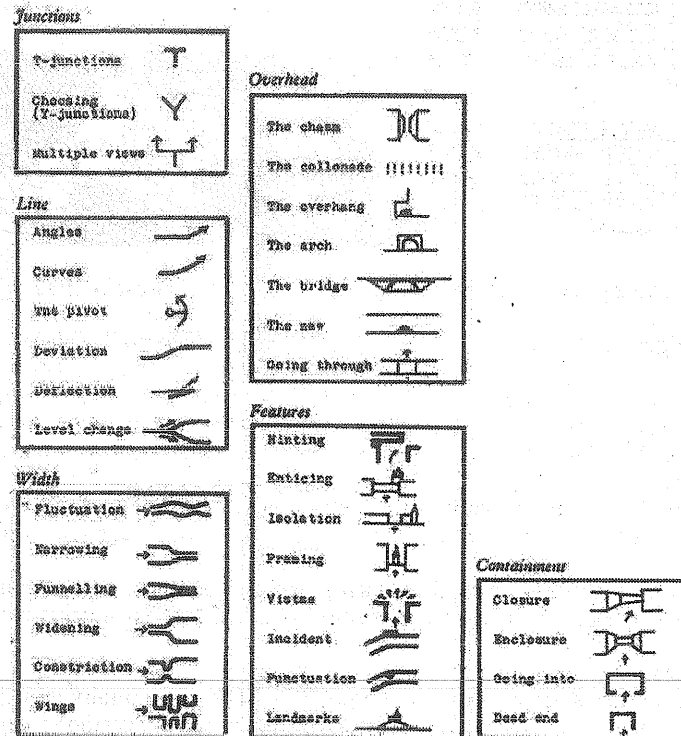 Junctions
T-junctions
Choosing
(Y-junctions)
Multiple views
Line
Angles
Curves
The pivot
Deviation
Deflection
Level change
Width
Fluctuation
Narrowing
Funnelling
Widening
Constriction
Wings
Overhead
The chasm
The collonade
The overhang
The arch
The bridge
The
Going through
Features
Hinting
Enticing
Isolation
Framing
Vistas
Incident
Punctuation
Landmarks
Containment
Closure
Enclosure
Going into
Dead end